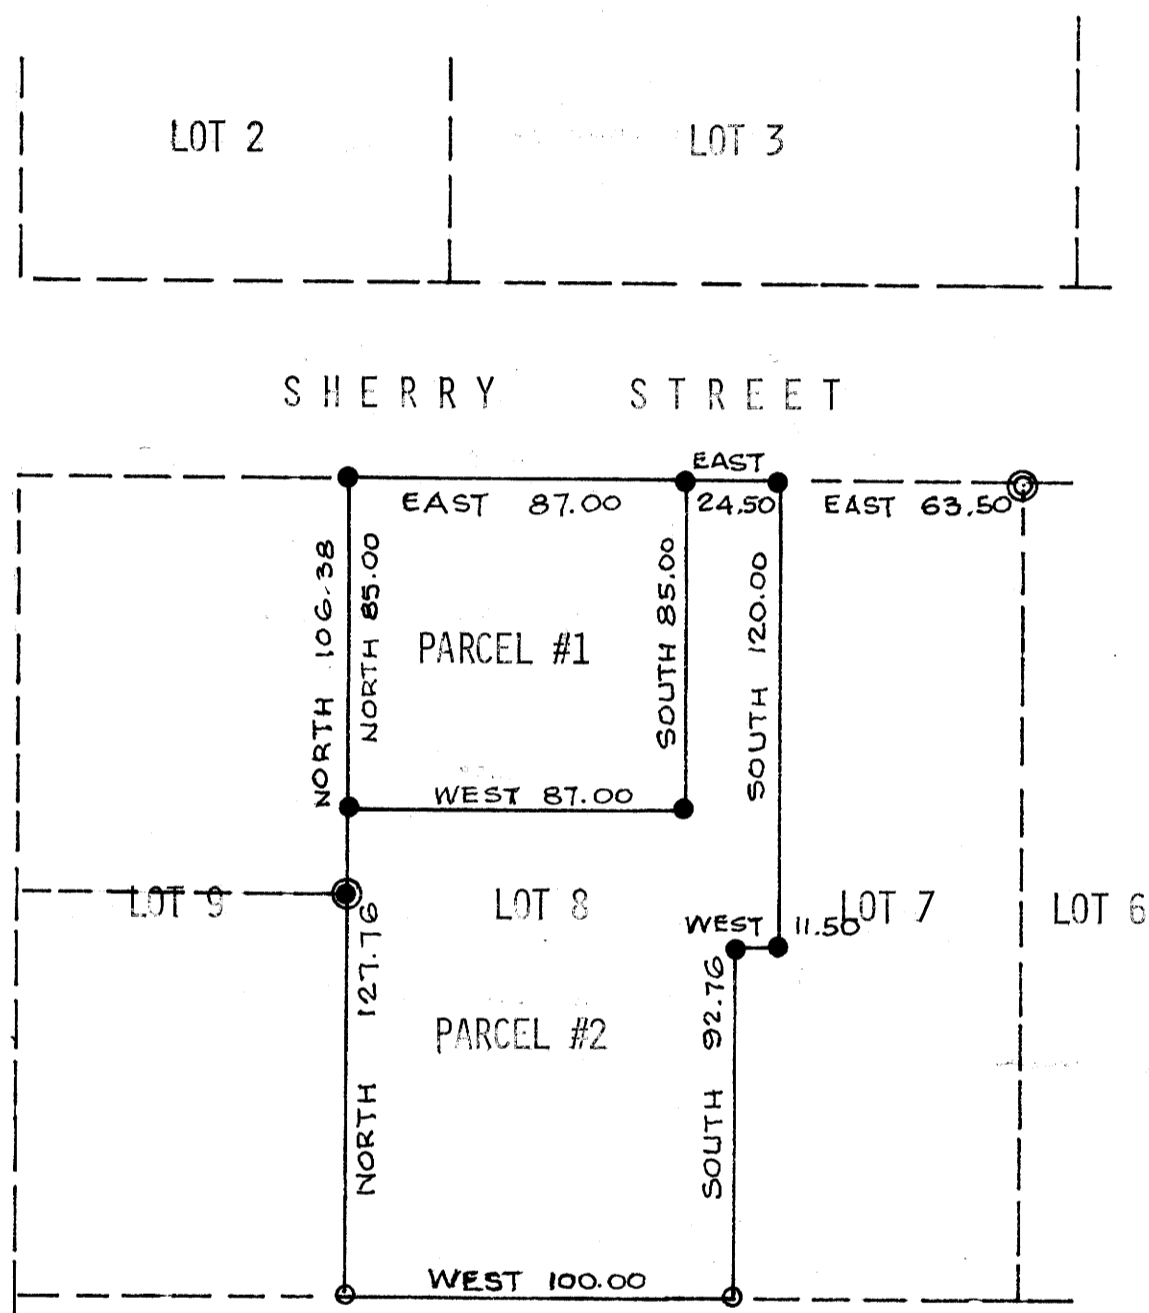 LOT 2
LOT 3
SHERRY STREET
EAST
EAST 87.00
24.50
EAST 63.50
NORTH 106.38
NORTH 85.00
SOUTH 85.00
SOUTH 120.00
PARCEL #1
WEST 87.00
LOT 9
LOT 8
LOT 7
LOT 6
WEST 11.50
NORTH 127.76
SOUTH 92.76
PARCEL #2
WEST 100.00